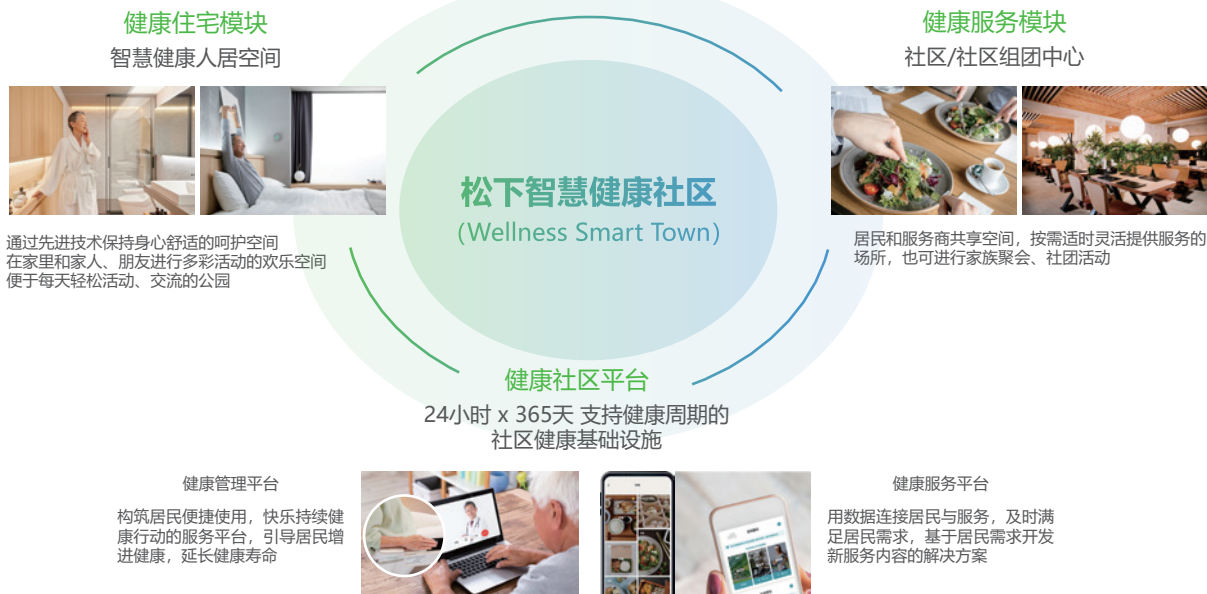 健康住宅模块
智慧健康人居空间
通过先进技术保持身心舒适的呵护空间
在家里和家人、朋友进行多彩活动的欢乐空间
便于每天轻松活动、交流的公园
健康服务模块
社区/社区组团中心
居民和服务商共享空间，按需适时灵活提供服务的
场所，也可进行家族聚会、社团活动
松下智慧健康社区
(Wellness Smart Town)
健康社区平台
24小时 x 365天 支持健康周期的
社区健康基础设施
健康管理平台
构筑居民便捷使用，快乐持续健
康行动的服务平台，引导居民增
进健康，延长健康寿命
健康服务平台
用数据连接居民与服务，及时满
足居民需求，基于居民需求开发
新服务内容的解决方案